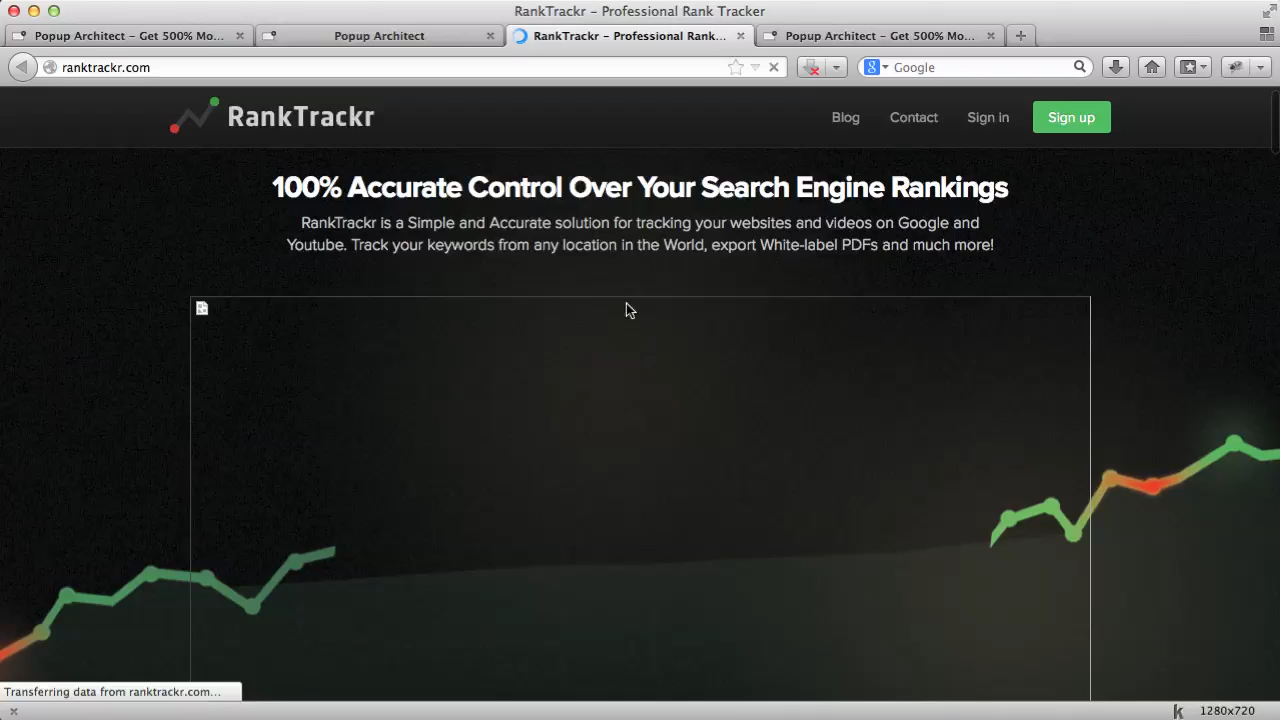 RankTrackr – Professional Rank Tracker
Popup Architect – Get 500% Mo...
Popup Architect
RankTrackr – Professional Rank...
Popup Architect – Get 500% Mo...
ranktrackr.com
Google
RankTrackr
Blog
Contact
Sign in
Sign up
100% Accurate Control Over Your Search Engine Rankings
RankTrackr is a Simple and Accurate solution for tracking your websites and videos on Google and
Youtube. Track your keywords from any location in the World, export White-label PDFs and much more!
Transferring data from ranktrackr.com...
1280x720